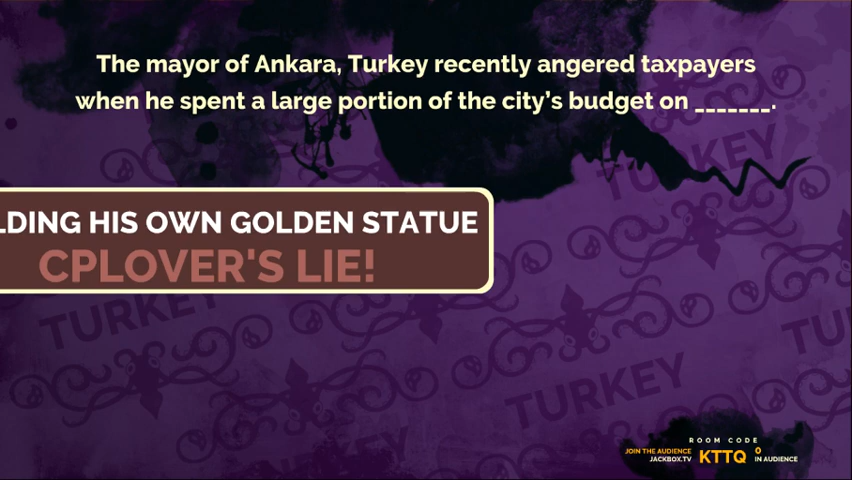 The mayor of Ankara, Turkey recently angered taxpayers
when he spent a large portion of the city's budget on _______.
TURKEY
LDING HIS OWN GOLDEN STATUE
CPLOVER'S LIE!
TURKEY
TURKEY
ROOM CODE
JOIN THE AUDIENCE
JACKBOX.TV
KTTQ
0
IN AUDIENCE